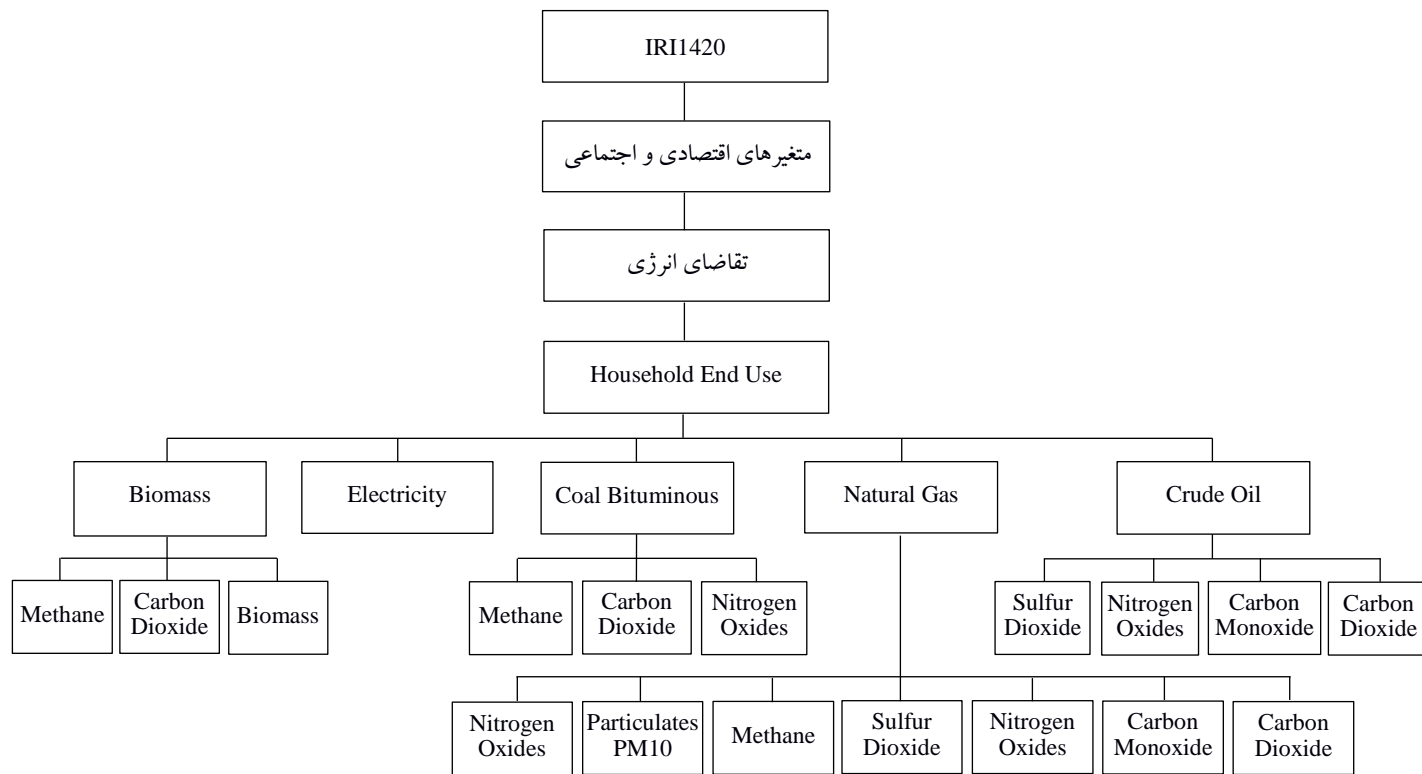 IRI1420
متغیرهای اقتصادی و اجتماعی
تقاضای انرژی
Household End Use
Biomass
Electricity
Coal Bituminous
Natural Gas
Crude Oil
Methane
Carbon
Dioxide
Biomass
Methane
Carbon
Dioxide
Nitrogen
Oxides
Sulfur
Dioxide
Nitrogen
Oxides
Carbon
Monoxide
Carbon
Dioxide
Nitrogen
Oxides
Particulates
PM10
Methane
Sulfur
Dioxide
Nitrogen
Oxides
Carbon
Monoxide
Carbon
Dioxide